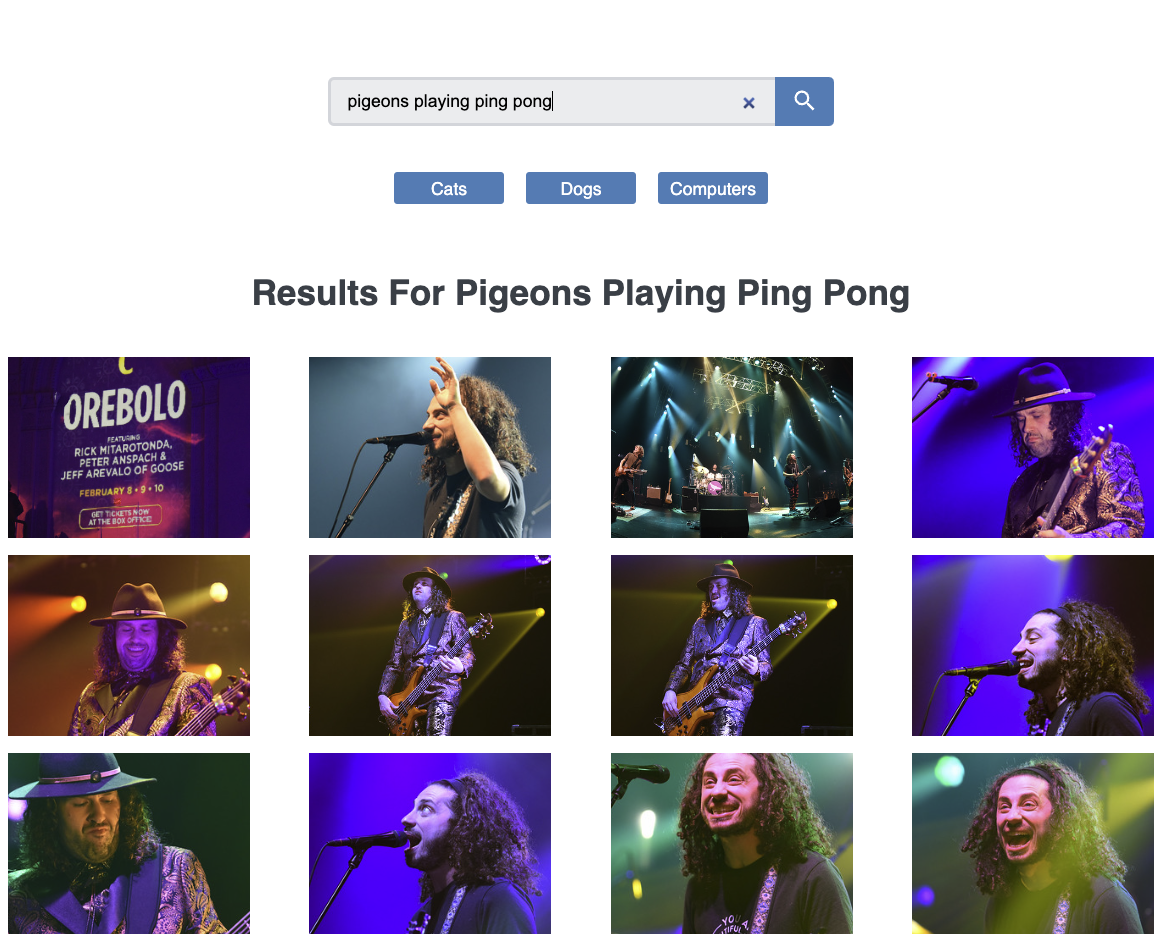 pigeons playing ping pong
Cats
Dogs
Computers
Results For Pigeons Playing Ping Pong
OREBOLO
FEATURING
RICK MITAROTONDA,
PETER ANSPACH &
JEFF AREVALO OF GOOSE
FEBRUARY 8 • 9 • 10
GET TICKETS NOW
AT THE BOX OFFICE!
YOU A